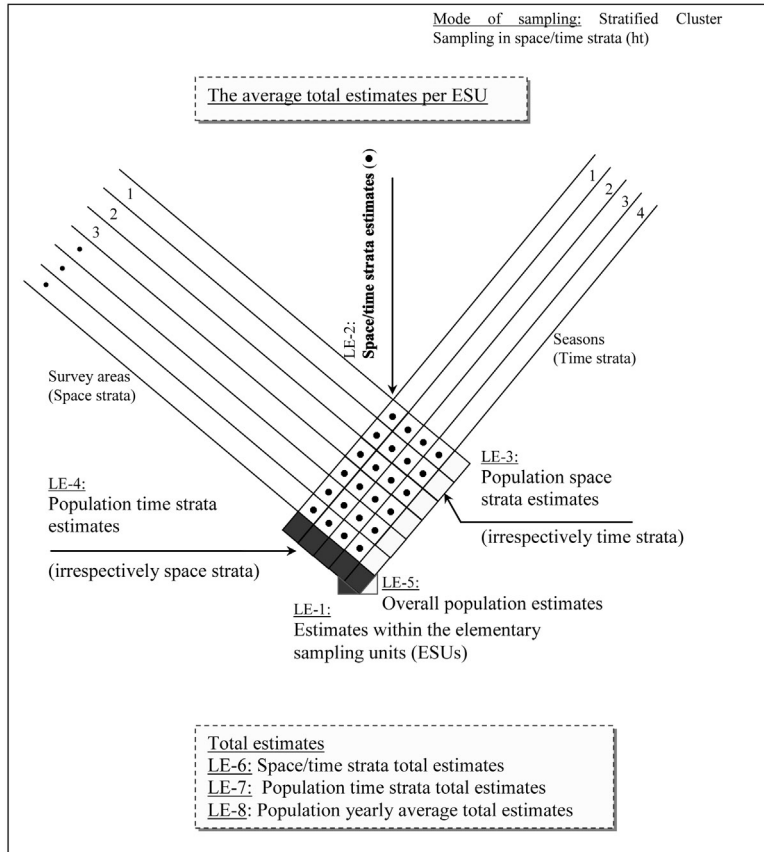 Mode of sampling: Stratified Cluster
Sampling in space/time strata (ht)
The average total estimates per ESU
LE-2:
Space/time strata estimates (●)
1
2
3
1
2
3
4
Seasons
(Time strata)
Survey areas
(Space strata)
LE-3:
Population space
strata estimates
(irrespectively time strata)
LE-4:
Population time strata
estimates
(irrespectively space strata)
LE-5:
Overall population estimates
LE-1:
Estimates within the elementary
sampling units (ESUs)
Total estimates
LE-6: Space/time strata total estimates
LE-7: Population time strata total estimates
LE-8: Population yearly average total estimates